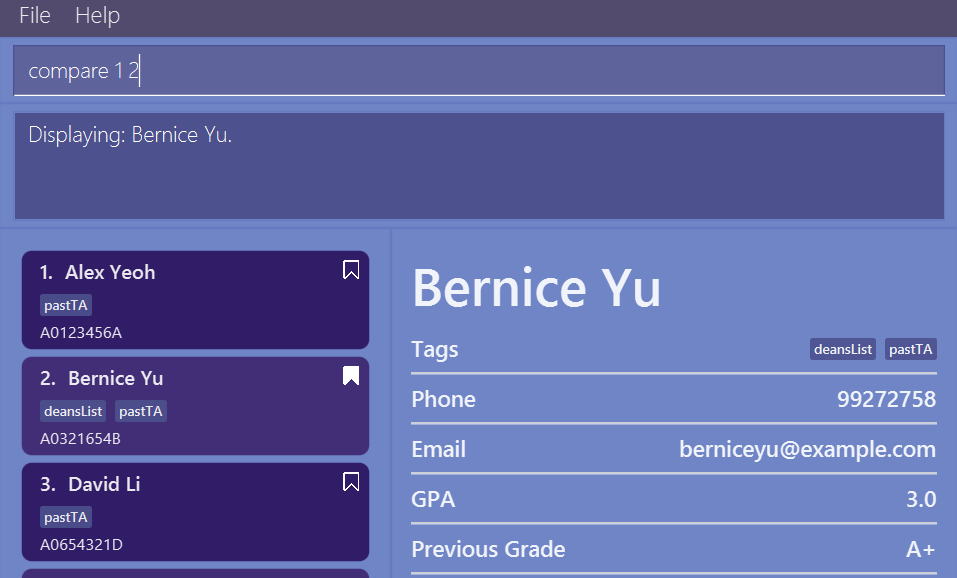 File Help
compare 1 2
Displaying: Bernice Yu.
1. Alex Yeoh
pastTA
A0123456A
2. Bernice Yu
deansList pastTA
A0321654B
3. David Li
pastTA
A0654321D
Bernice Yu
Tags deansList pastTA
Phone 99272758
Email berniceyu@example.com
GPA 3.0
Previous Grade A+